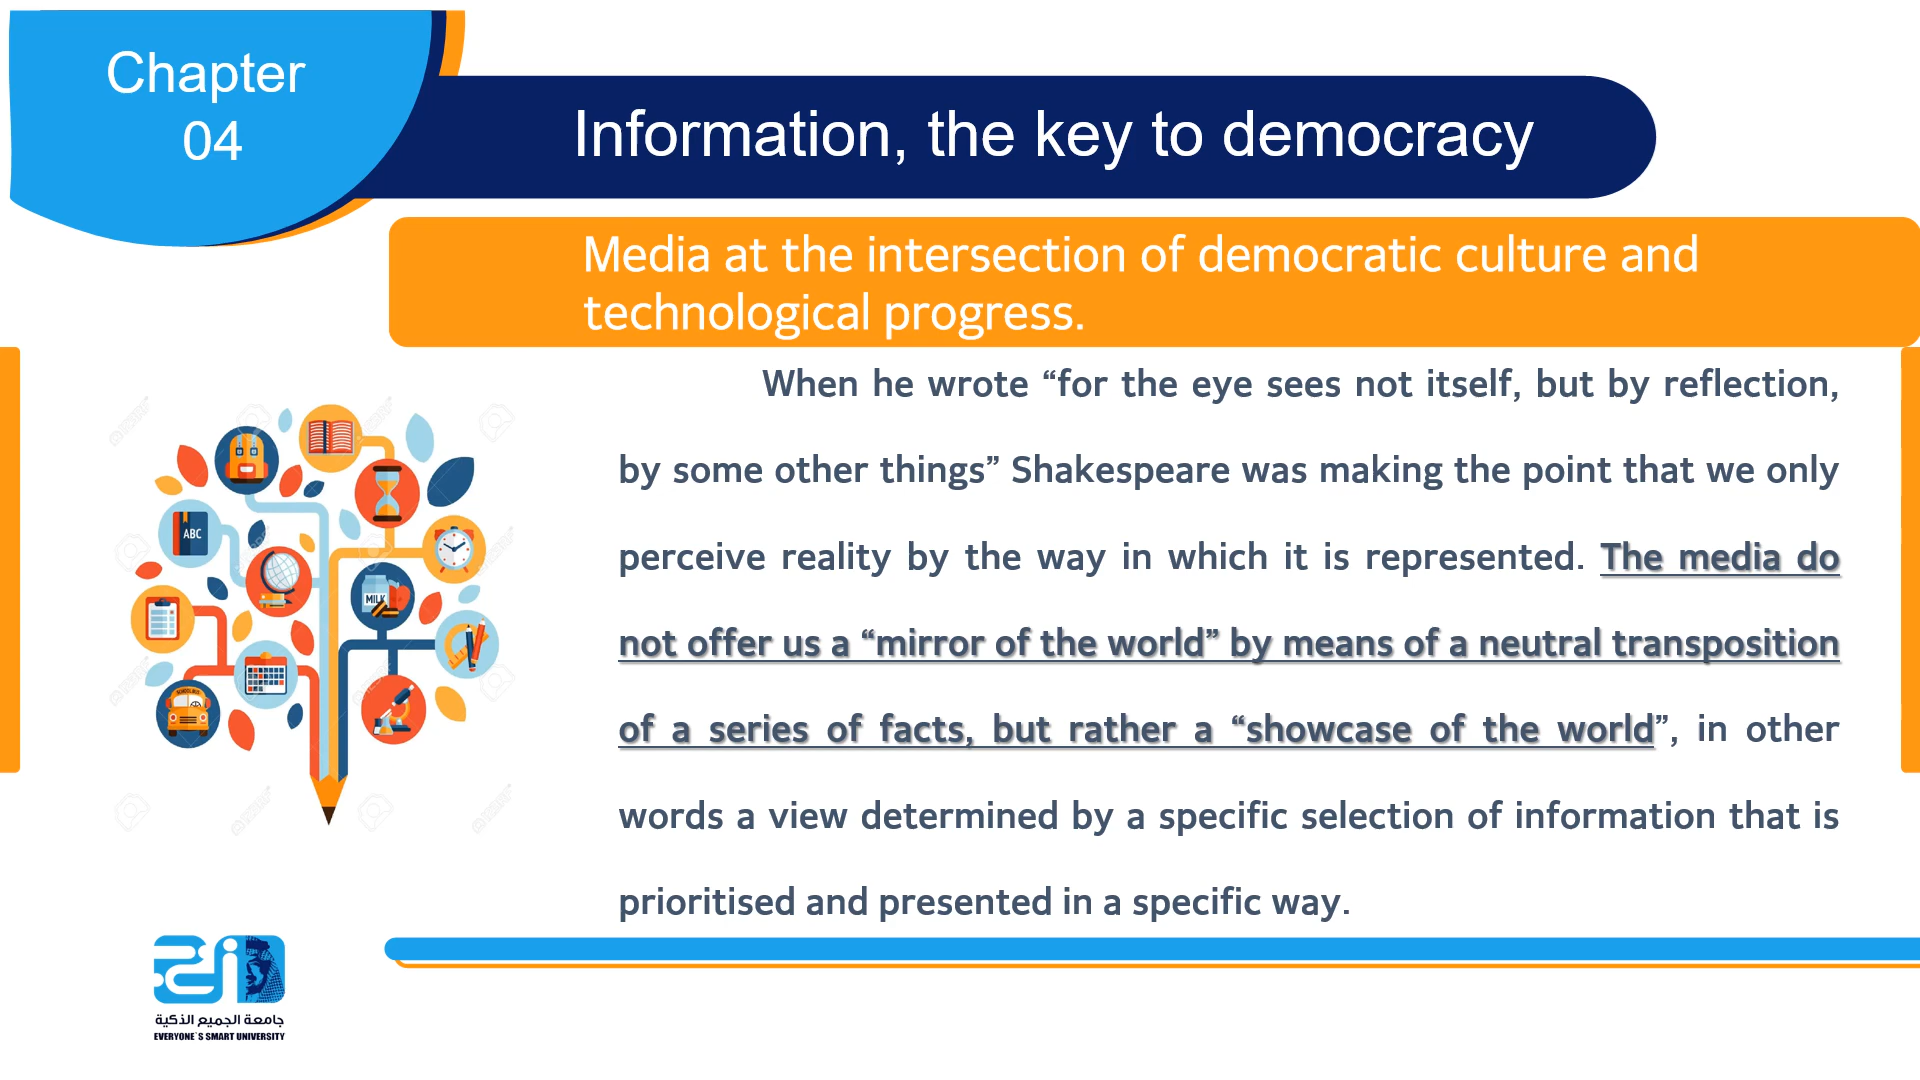 Chapter
04
Information, the key to democracy
Media at the intersection of democratic culture and
technological progress.
When he wrote “for the eye sees not itself, but by reflection,
by some other things” Shakespeare was making the point that we only
perceive reality by the way in which it is represented. The media do
not offer us a “mirror of the world” by means of a neutral transposition
of a series of facts, but rather a “showcase of the world”, in other
words a view determined by a specific selection of information that is
prioritised and presented in a specific way.
ABC
MILK
SCHOOL BUS
جامعة الجميع الذكية
EVERYONE`S SMART UNIVERSITY